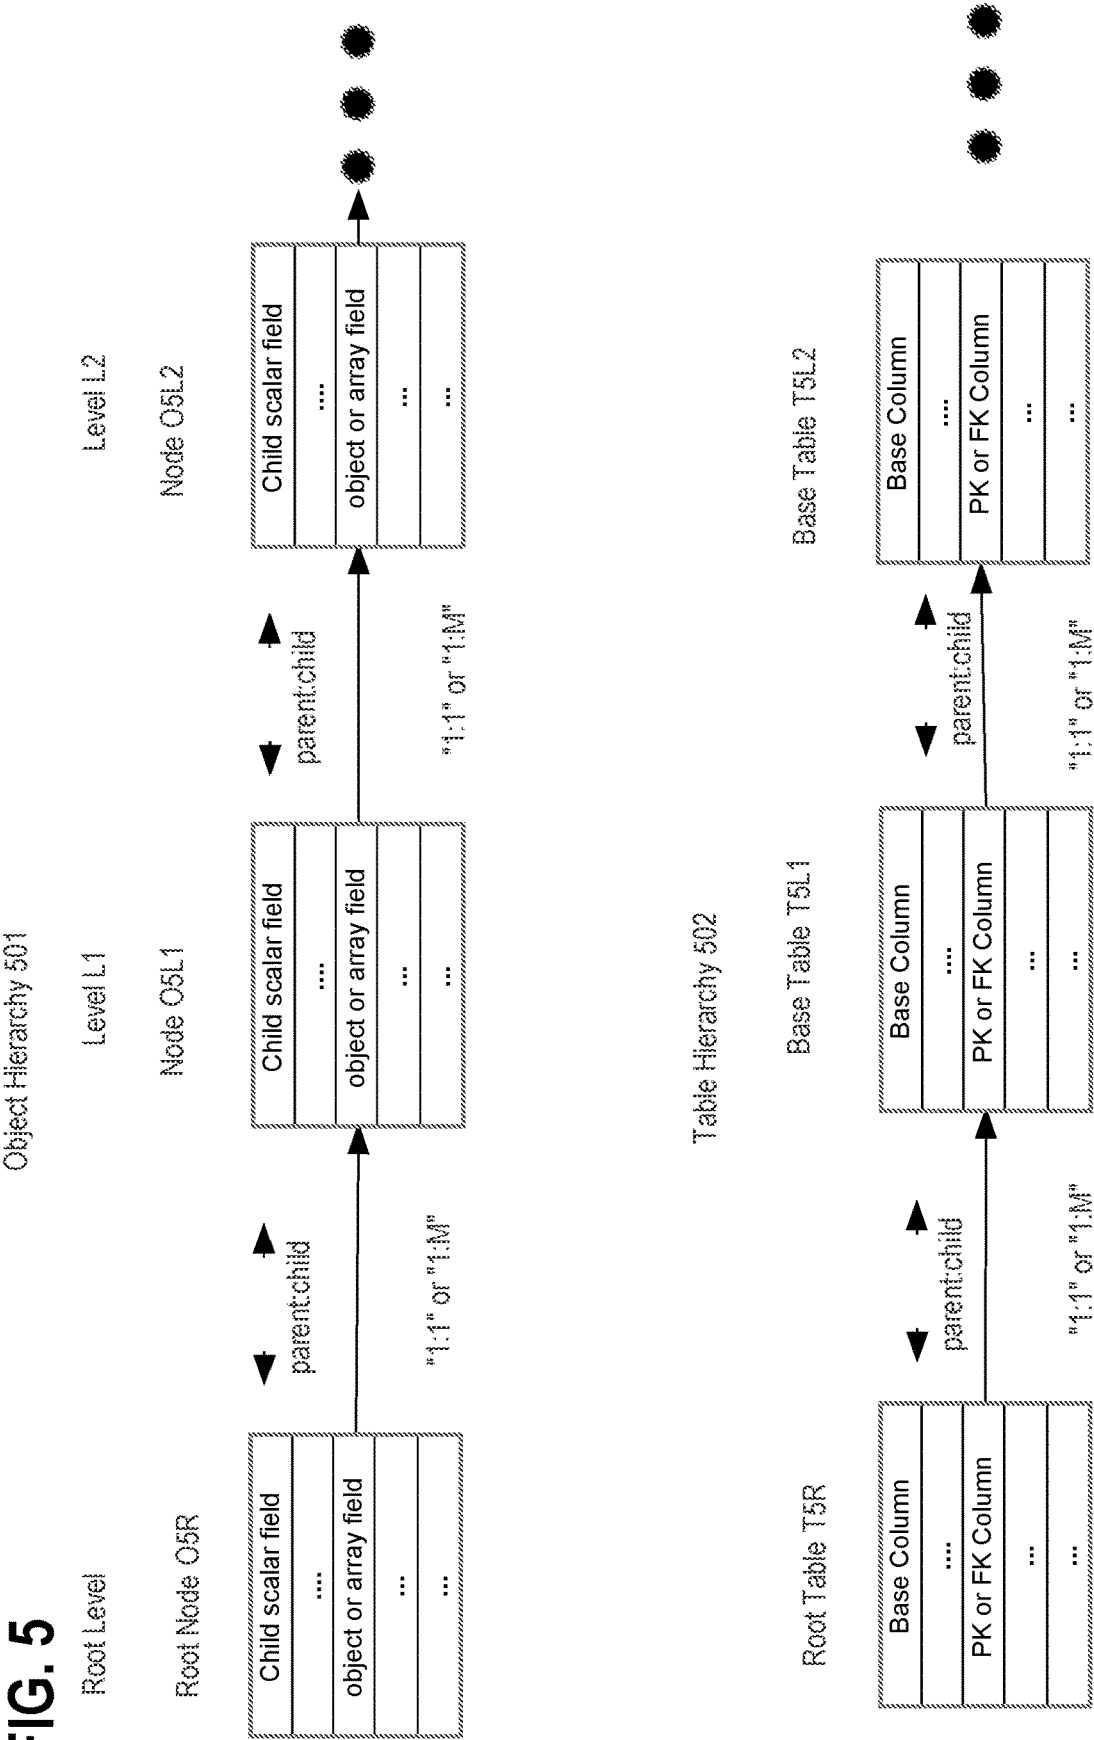 FIG. 5
Object Hierarchy 501
Root Level
Level L1
Level L2
Root Node O5R
Node O5L1
Node O5L2
Child scalar field
....
object or array field
...
...
parent:child
"1:1" or "1:M"
Child scalar field
....
object or array field
...
...
parent:child
"1:1" or "1:M"
Child scalar field
....
object or array field
...
...
Table Hierarchy 502
Root Table T5R
Base Table T5L1
Base Table T5L2
Base Column
....
PK or FK Column
...
...
parent:child
"1:1" or "1:M"
Base Column
....
PK or FK Column
...
...
parent:child
"1:1" or "1:M"
Base Column
....
PK or FK Column
...
...